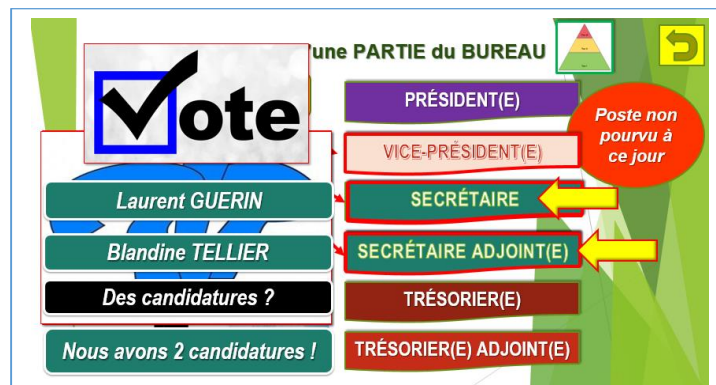 'une PARTIE du BUREAU
Vote
PRÉSIDENT(E)
Poste non
pourvu à
ce jour
VICE-PRÉSIDENT(E)
Laurent GUERIN
SECRÉTAIRE
Blandine TELLIER
SECRÉTAIRE ADJOINT(E)
Des candidatures ?
TRÉSORIER(E)
Nous avons 2 candidatures !
TRÉSORIER(E) ADJOINT(E)